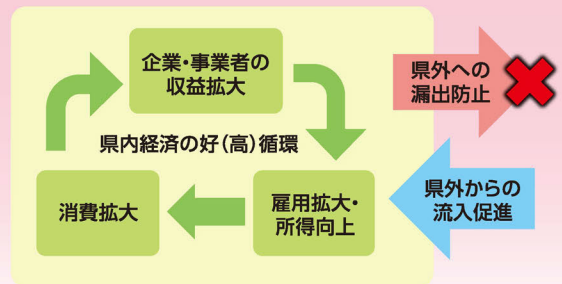 企業・事業者の
収益拡大
県内経済の好(高)循環
消費拡大
雇用拡大・
所得向上
県外への
漏出防止
県外からの
流入促進